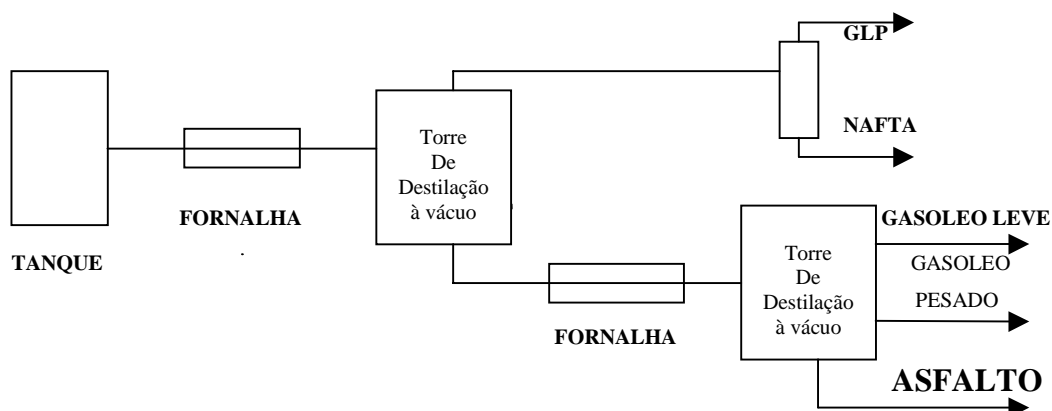 GLP
NAFTA
Torre
De
Destilação
à vácuo
FORNALHA
TANQUE
GASOLEO LEVE
GASOLEO
PESADO
Torre
De
Destilação
à vácuo
FORNALHA
ASFALTO